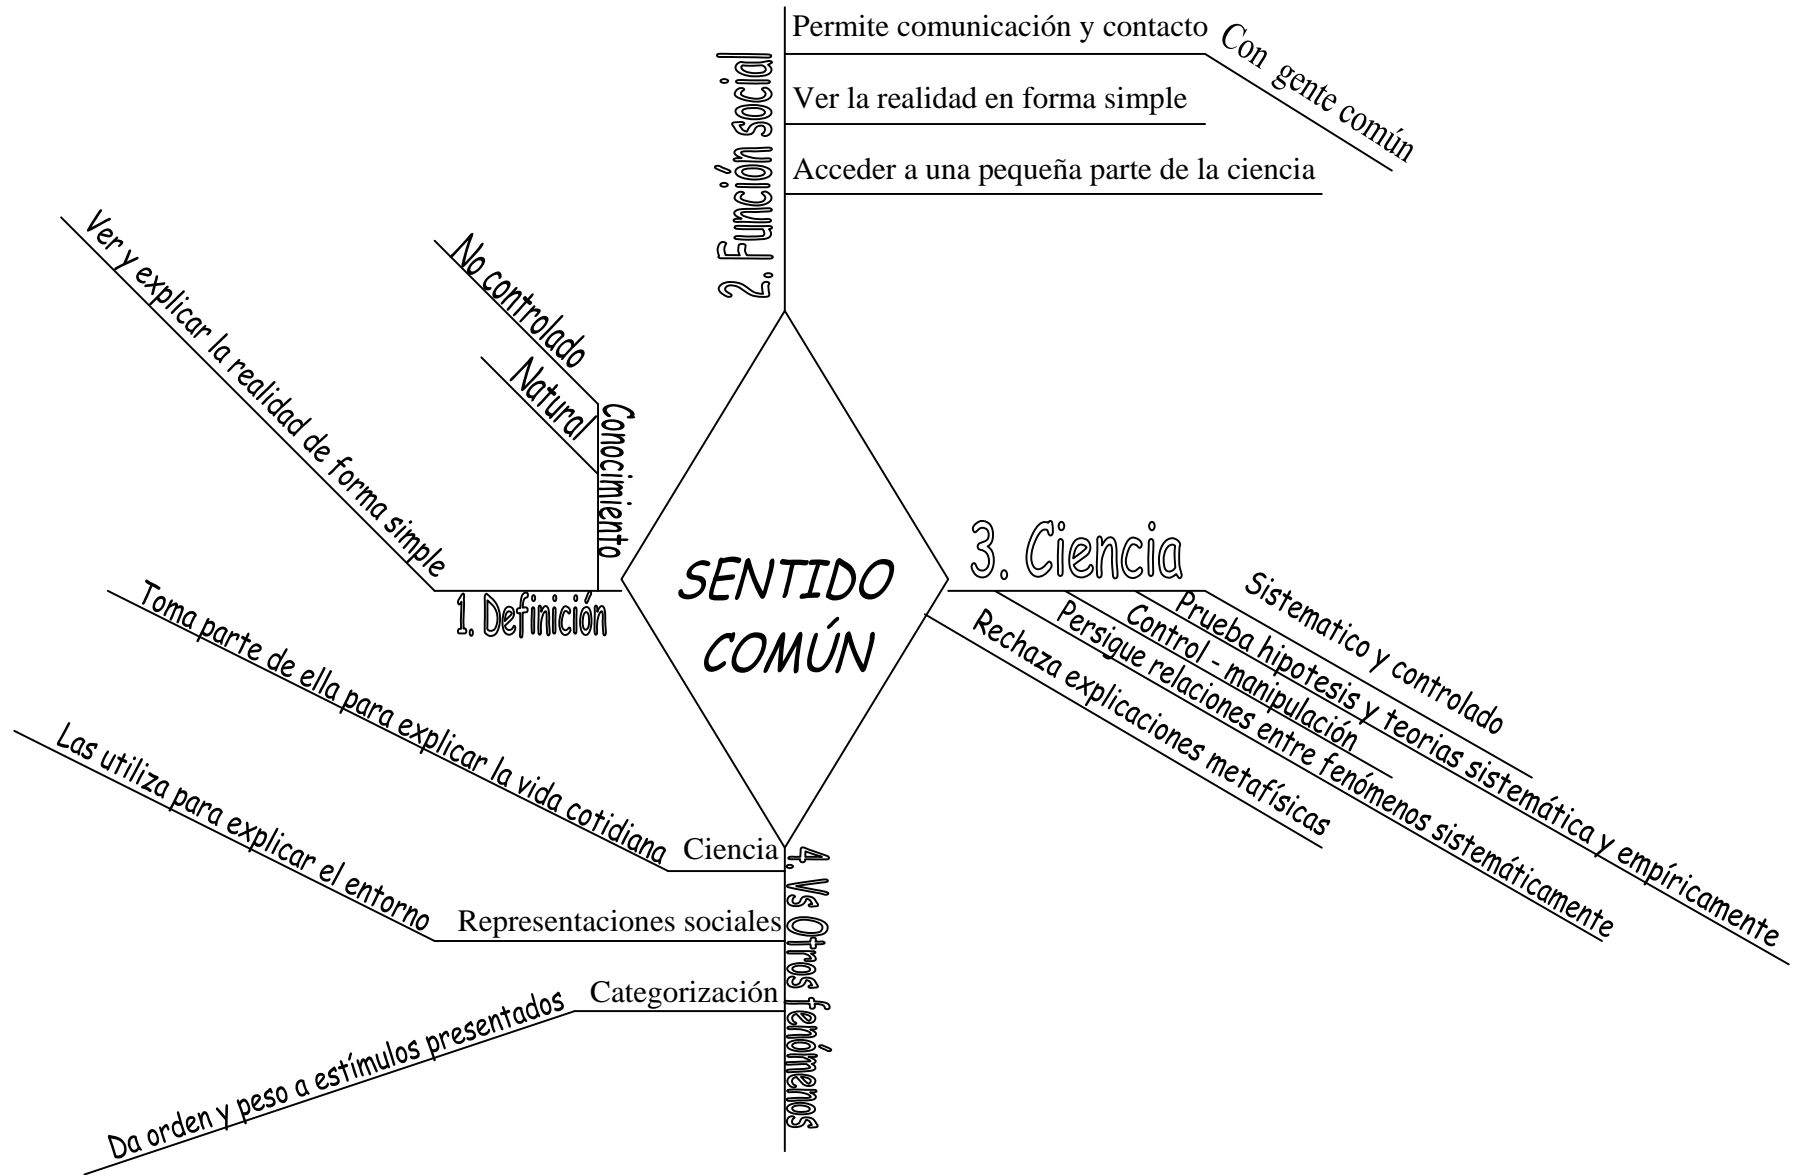 SENTIDO
COMÚN
1. Definición
Conocimiento
No controlado
Natural
Ver y explicar la realidad de forma simple
2. Función social
Permite comunicación y contacto
Con gente común
Ver la realidad en forma simple
Acceder a una pequeña parte de la ciencia
3. Ciencia
Sistematico y controlado
Prueba hipotesis y teorias sistemática y empíricamente
Control - manipulación
Persigue relaciones entre fenómenos sistemáticamente
Rechaza explicaciones metafísicas
4. Vs Otros fenómenos
Ciencia
Toma parte de ella para explicar la vida cotidiana
Representaciones sociales
Las utiliza para explicar el entorno
Categorización
Da orden y peso a estímulos presentados